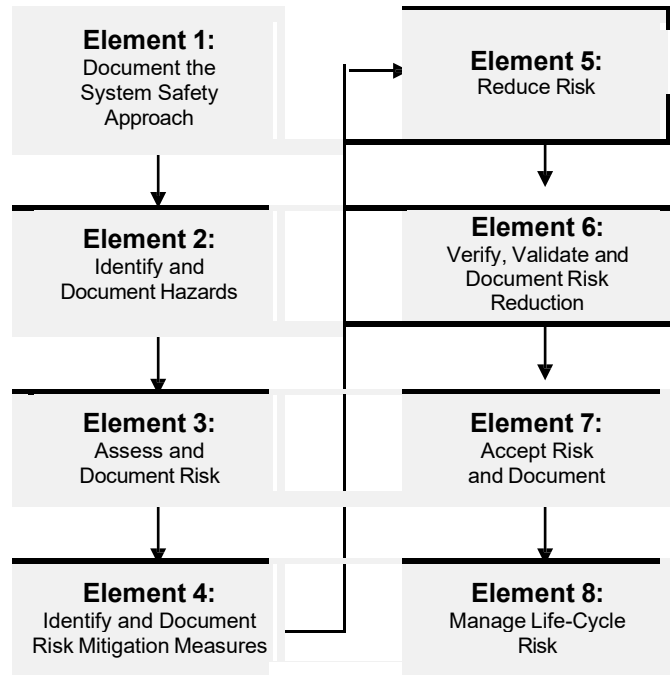 Element 1:
Document the
System Safety
Approach
Element 2:
Identify and
Document Hazards
Element 3:
Assess and
Document Risk
Element 4:
Identify and Document
Risk Mitigation Measures
Element 5:
Reduce Risk
Element 6:
Verify, Validate and
Document Risk
Reduction
Element 7:
Accept Risk
and Document
Element 8:
Manage Life-Cycle
Risk